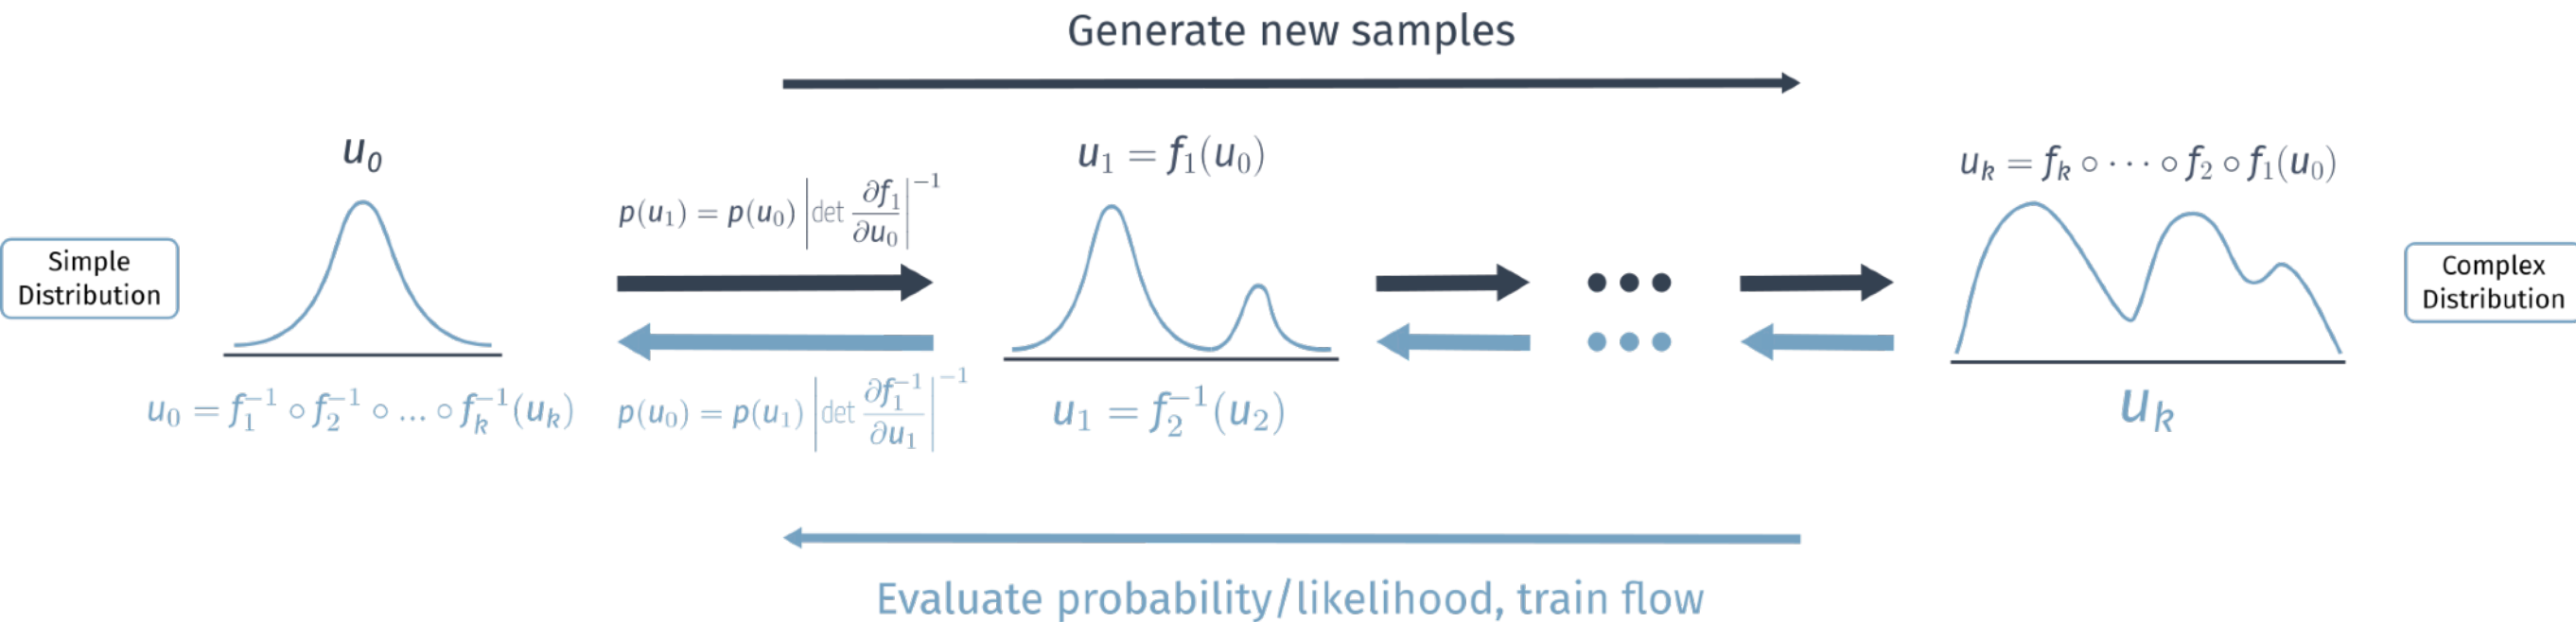 Generate new samples
u₀
u₁ = f₁(u₀)
uₖ = fₖ ∘ ⋯ ∘ f₂ ∘ f₁(u₀)
p(u₁) = p(u₀) |det ∂f₁/∂u₀|⁻¹
Simple
Distribution
Complex
Distribution
u₀ = f₁⁻¹ ∘ f₂⁻¹ ∘ … ∘ fₖ⁻¹(uₖ)
p(u₀) = p(u₁) |det ∂f₁⁻¹/∂u₁|⁻¹
u₁ = f₂⁻¹(u₂)
uₖ
Evaluate probability/likelihood, train flow